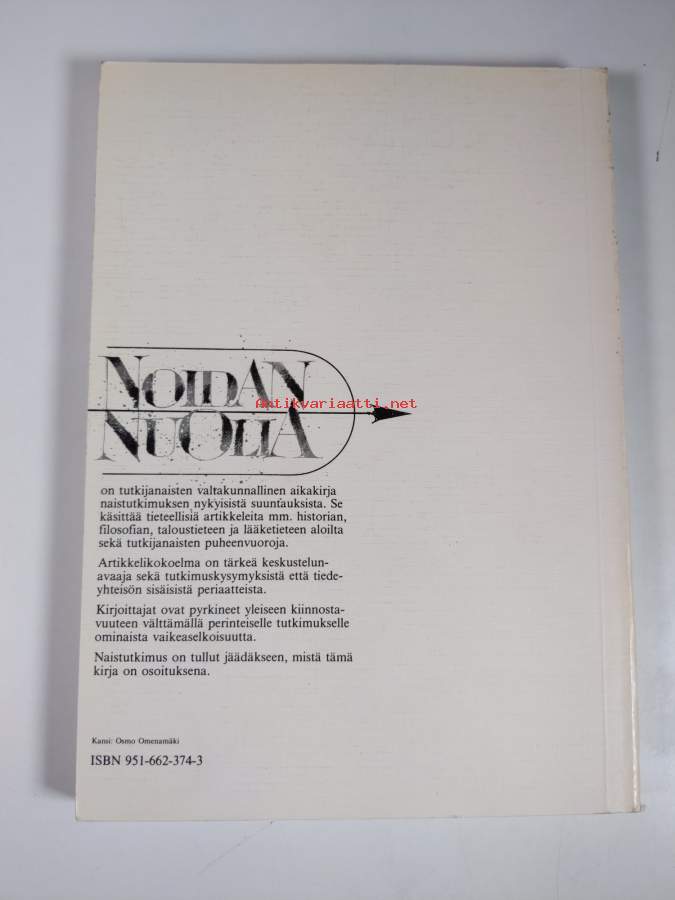 NOIDAN
Antikvariaatti.net
NUOLIA
on tutkijanaisten valtakunnallinen aikakirja
naistutkimuksen nykyisistä suuntauksista. Se
käsittää tieteellisiä artikkeleita mm. historian,
filosofian, taloustieteen ja lääketieteen aloilta
sekä tutkijanaisten puheenvuoroja.
Artikkelikokoelma on tärkeä keskustelun-
avaaja sekä tutkimuskysymyksistä että tiede-
yhteisön sisäisistä periaatteista.
Kirjoittajat ovat pyrkineet yleiseen kiinnosta-
vuuteen välttämällä perinteiselle tutkimukselle
ominaista vaikeaselkoisuutta.
Naistutkimus on tullut jäädäkseen, mistä tämä
kirja on osoituksena.
Kansi: Osmo Omenamäki
ISBN 951-662-374-3